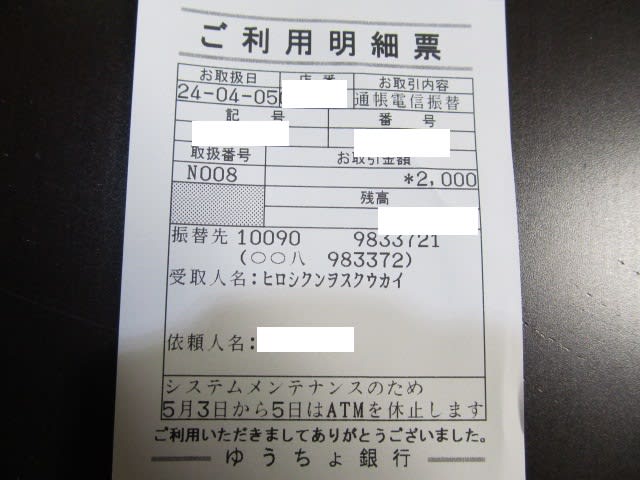 ご利用明細票
お取扱日 店番 お取引内容
24-04-05 通帳電信振替
記号 番号
取扱番号 お取引金額
N008 *2,000
残高
振替先 10090 9833721
(〇〇八 983372)
受取人名:ヒロシクンヲスクウカイ
依頼人名:
システムメンテナンスのため
5月3日から5日はATMを休止します
ご利用いただきましてありがとうございました。
ゆうちょ銀行